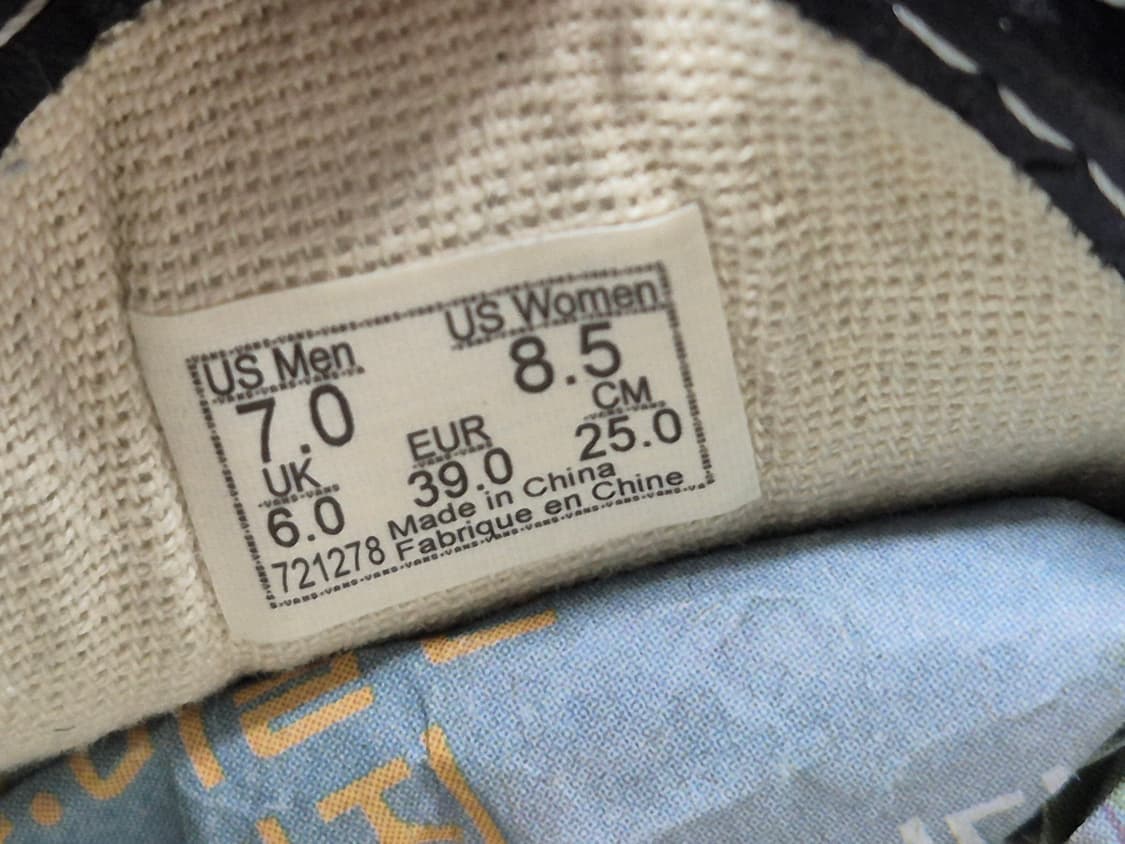 US Men US Women
7.0 8.5
UK EUR CM
6.0 39.0 25.0
721278 Made in China
Fabrique en Chine